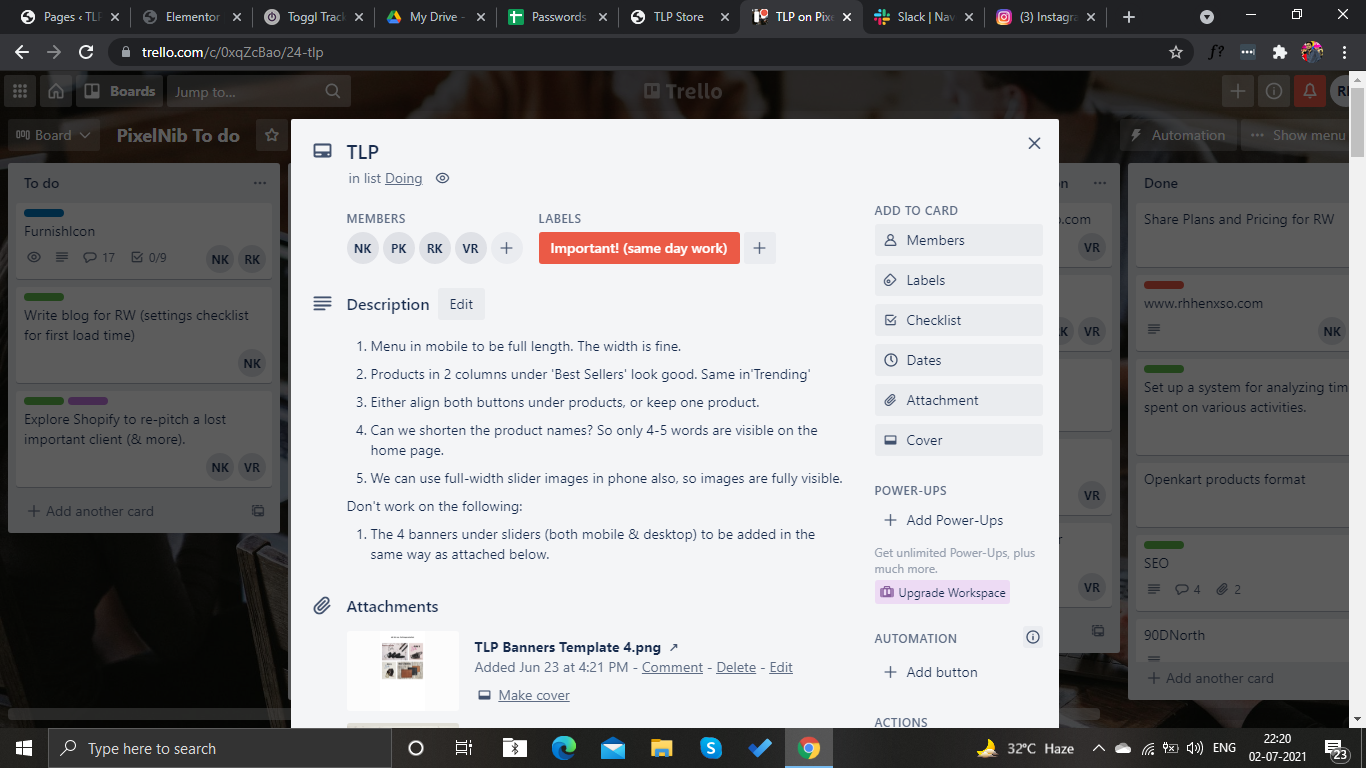 Pages ‹ TLP
Elementor
Toggl Track
My Drive -
Passwords
TLP Store
TLP on Pixe
Slack | Nav
(3) Instagra
trello.com/c/0xqZcBao/24-tlp
f?
Boards
Jump to...
Trello
Board
PixelNib To do
Automation
Show menu
To do
FurnishIcon
17
0/9
NK RK
Write blog for RW (settings checklist
for first load time)
NK
Explore Shopify to re-pitch a lost
important client (& more).
NK VR
+ Add another card
TLP
in list Doing
MEMBERS
NK PK RK VR +
LABELS
Important! (same day work) +
Description Edit
1. Menu in mobile to be full length. The width is fine.
2. Products in 2 columns under 'Best Sellers' look good. Same in'Trending'
3. Either align both buttons under products, or keep one product.
4. Can we shorten the product names? So only 4-5 words are visible on the
home page.
5. We can use full-width slider images in phone also, so images are fully visible.
Don't work on the following:
1. The 4 banners under sliders (both mobile & desktop) to be added in the
same way as attached below.
Attachments
TLP Banners Template 4.png ↗
Added Jun 23 at 4:21 PM - Comment - Delete - Edit
Make cover
ADD TO CARD
Members
Labels
Checklist
Dates
Attachment
Cover
POWER-UPS
+ Add Power-Ups
Get unlimited Power-Ups, plus
much more.
Upgrade Workspace
AUTOMATION
+ Add button
ACTIONS
VR
VR
VR
VR
Done
Share Plans and Pricing for RW
www.rhhenxso.com
NK
Set up a system for analyzing tim
spent on various activities.
Openkart products format
SEO
4
2
90DNorth
+ Add another card
Type here to search
32°C Haze
ENG
22:20
02-07-2021
23